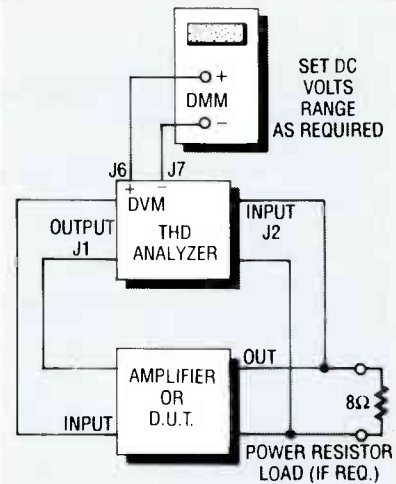 +
DMM
−
SET DC
VOLTS
RANGE
AS REQUIRED
J6
J7
+ −
DVM
THD
ANALYZER
OUTPUT
J1
INPUT
J2
AMPLIFIER
OR
D.U.T.
INPUT
OUT
8Ω
POWER RESISTOR
LOAD (IF REQ.)